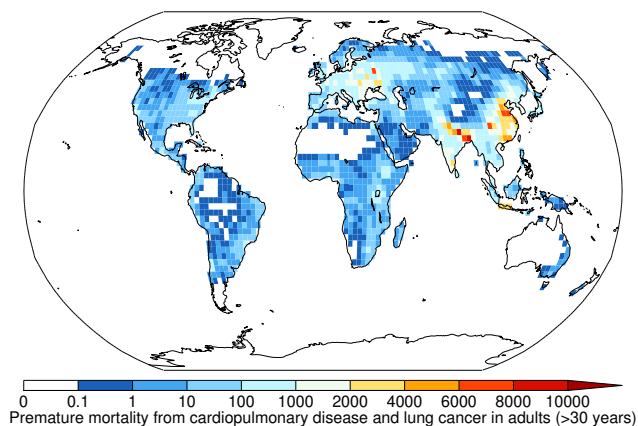 0 0.1 1 10 100 1000 2000 4000 6000 8000 10000
Premature mortality from cardiopulmonary disease and lung cancer in adults (>30 years)